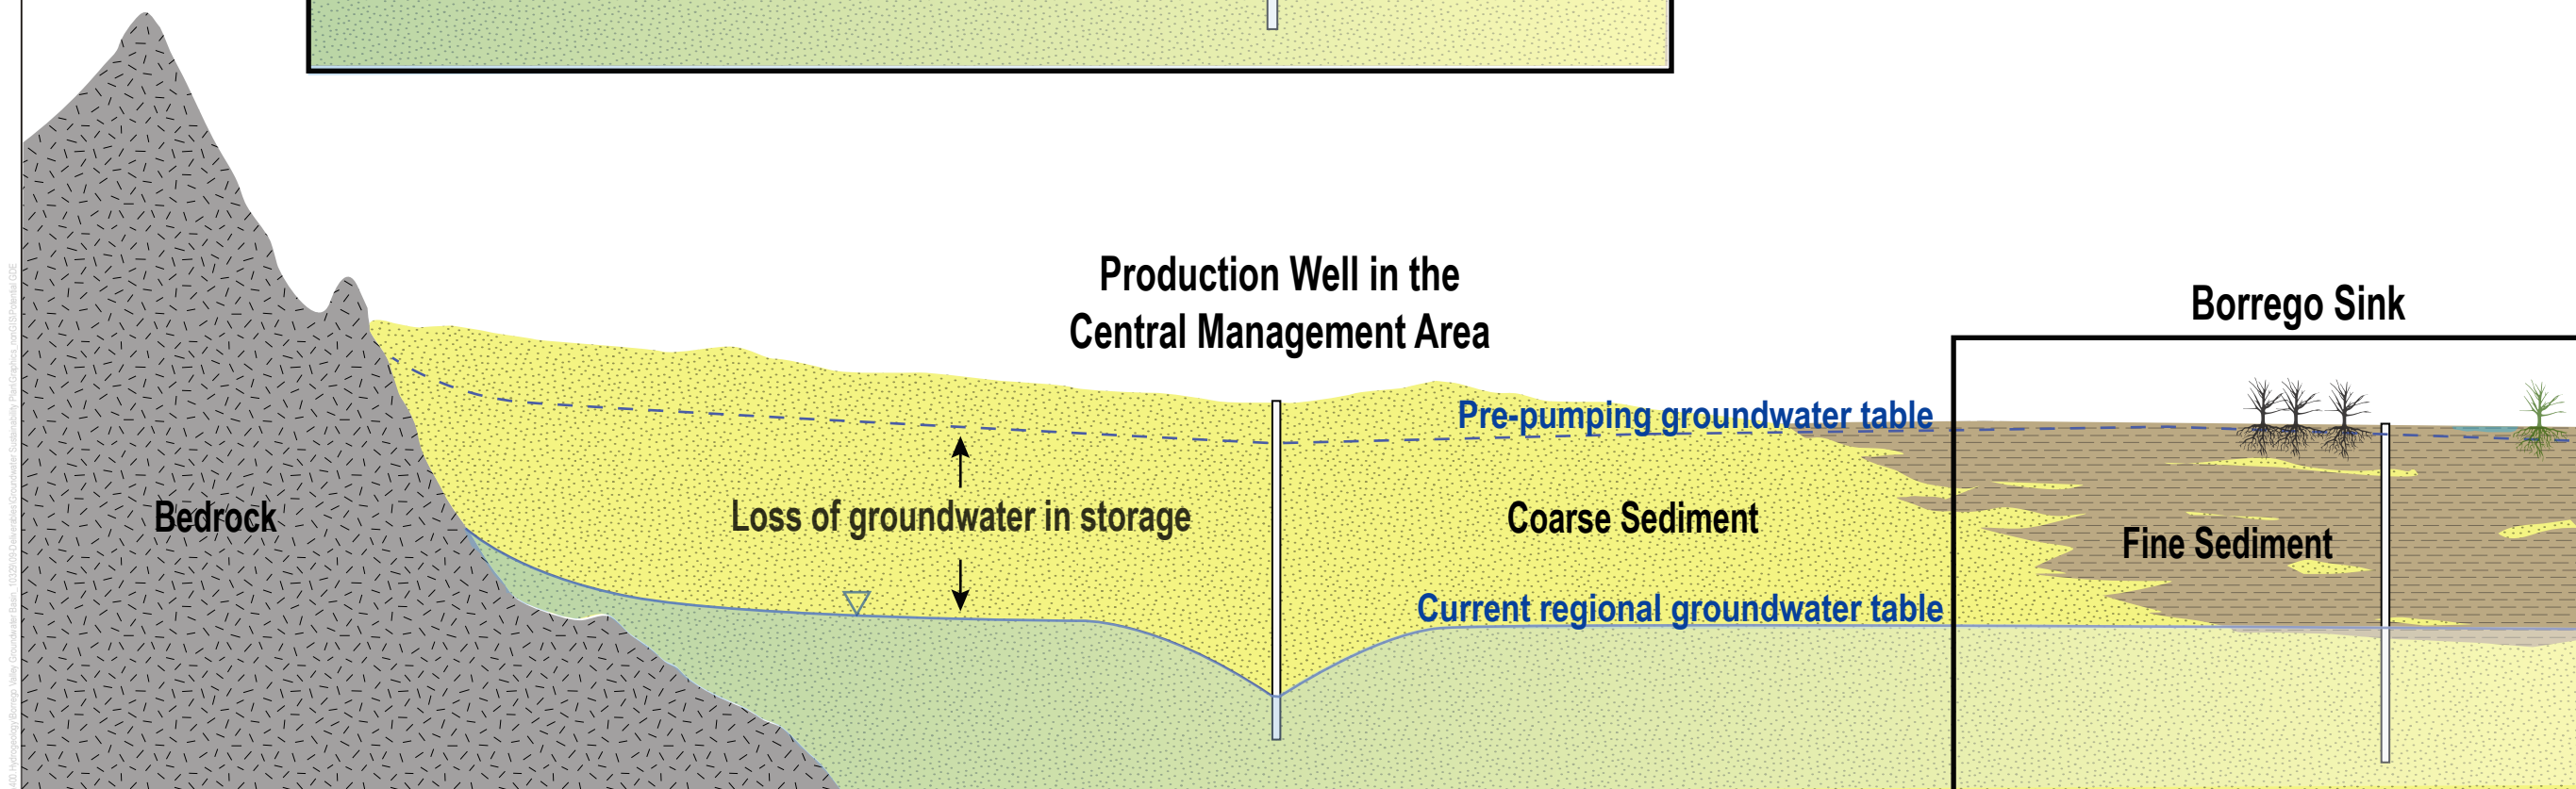 Production Well in the
Central Management Area
Borrego Sink
Pre-pumping groundwater table
Bedrock
Loss of groundwater in storage
Coarse Sediment
Fine Sediment
Current regional groundwater table